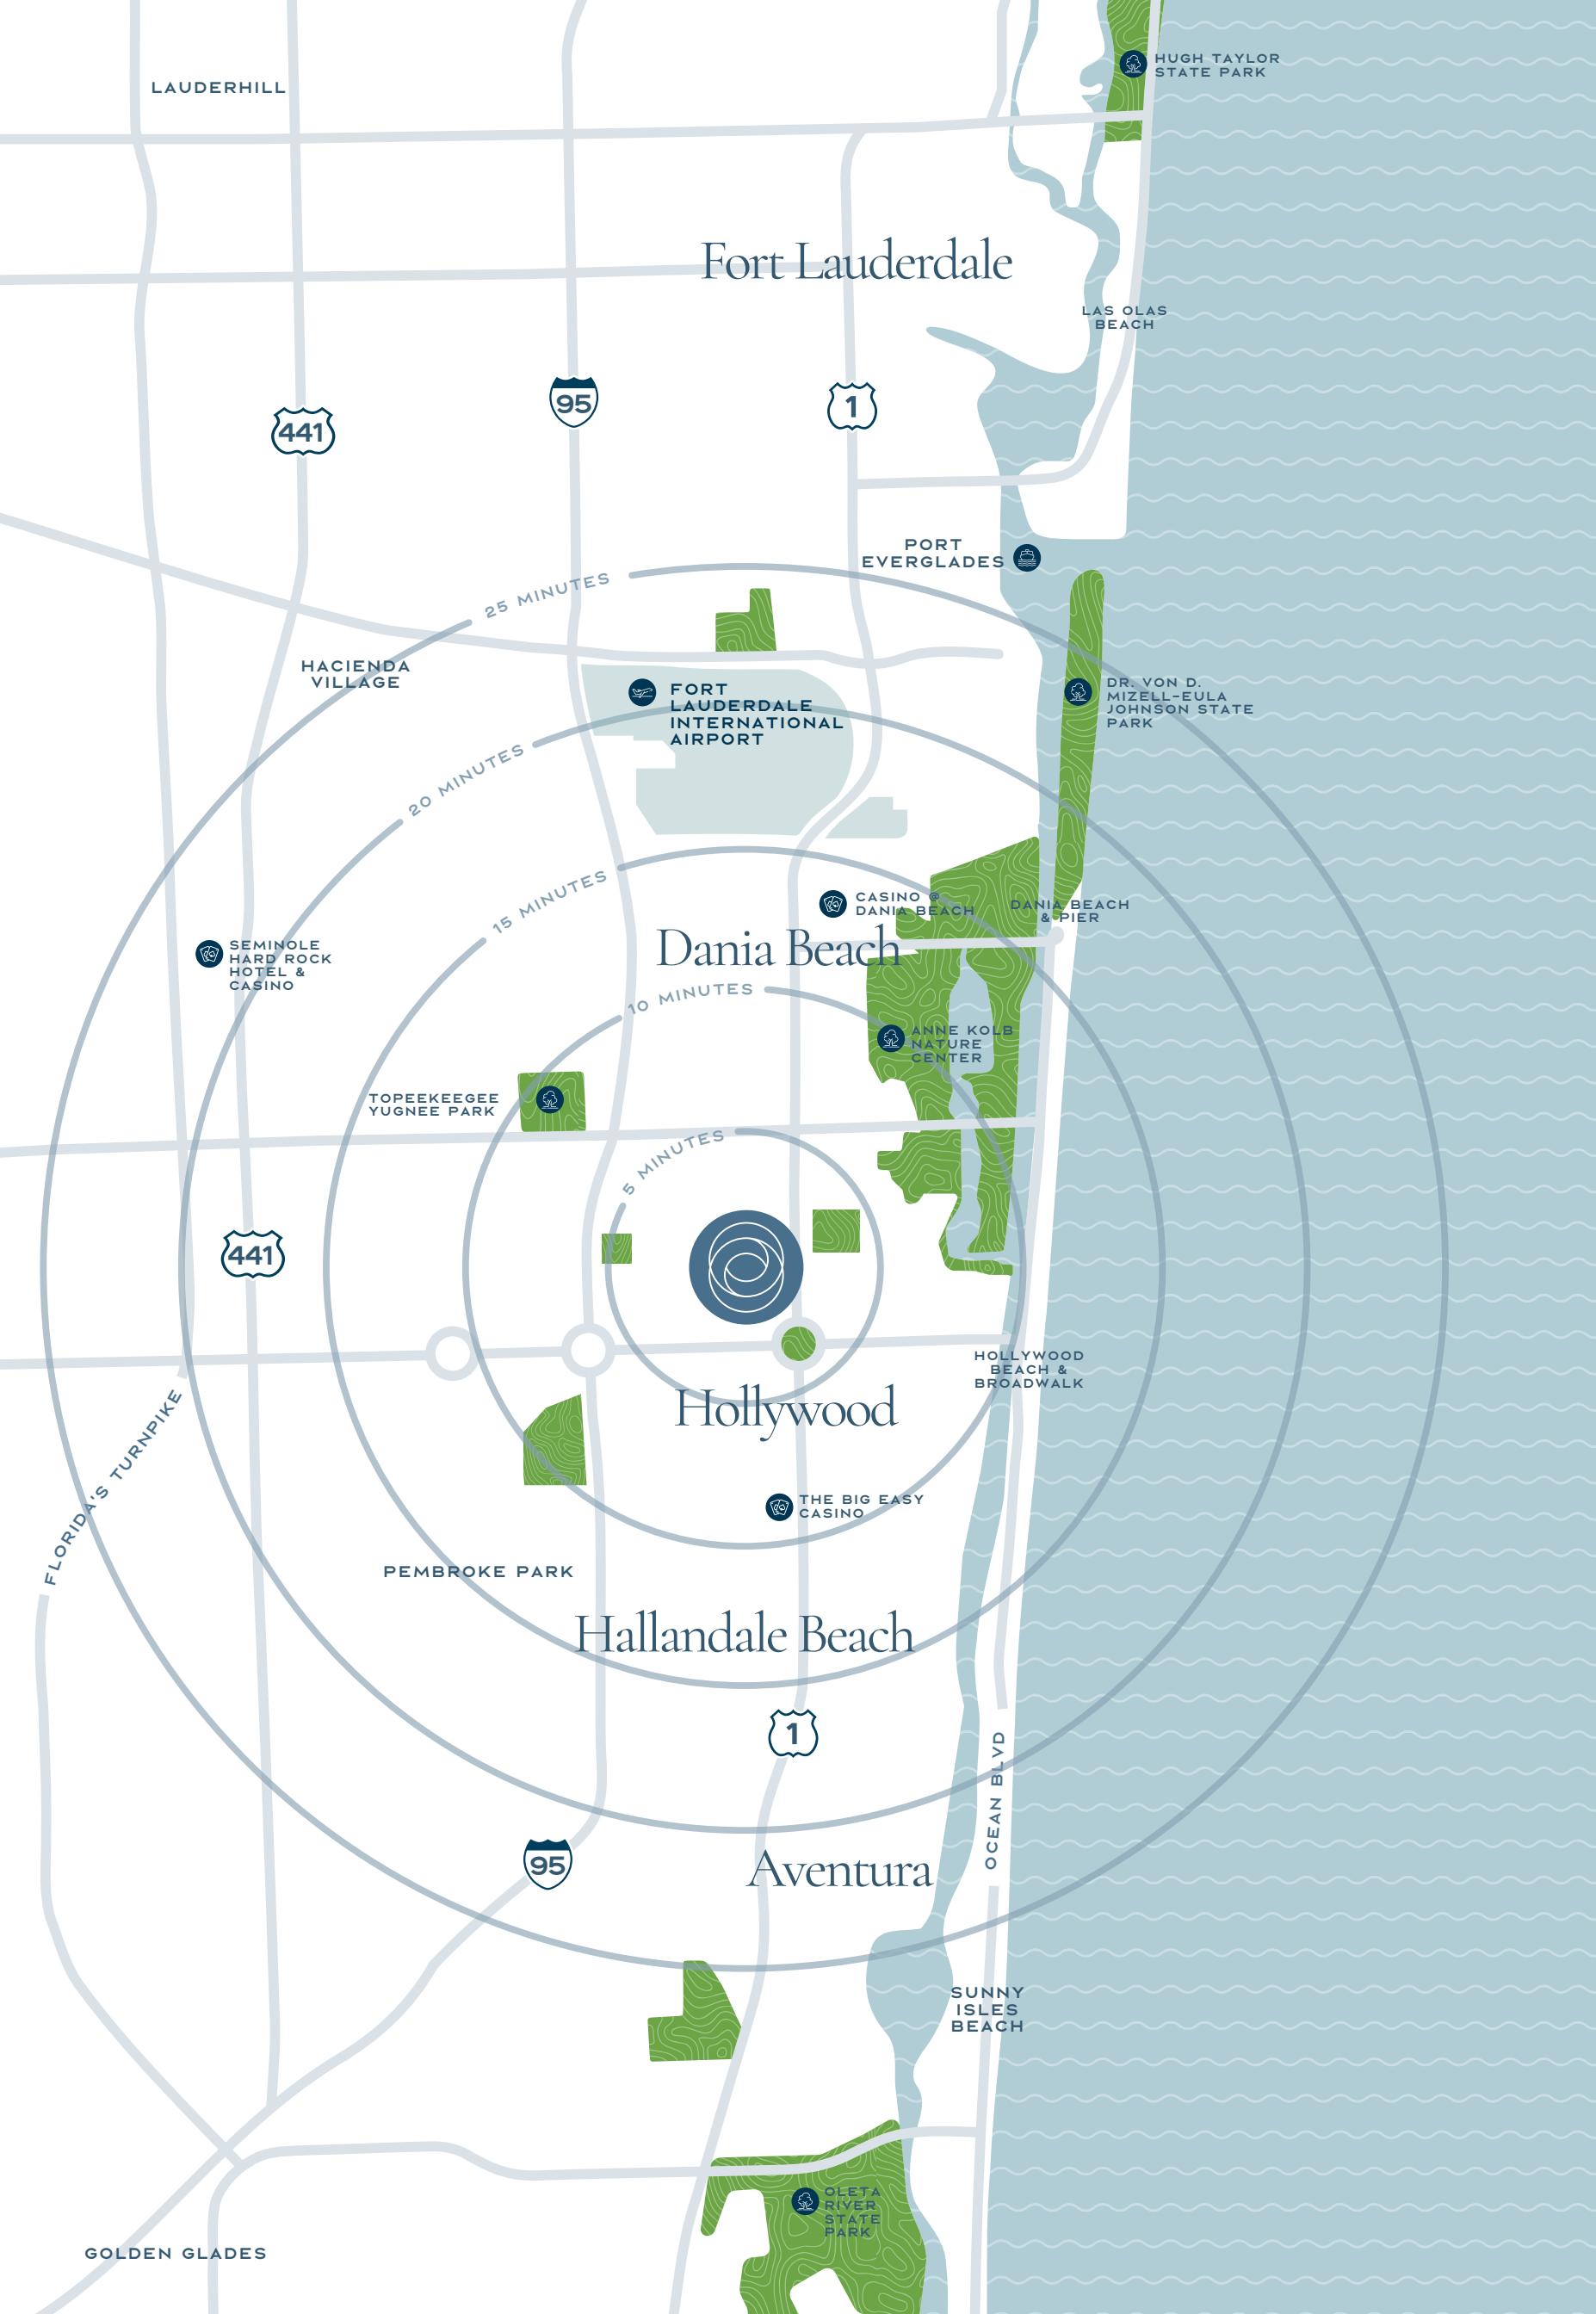 HUGH TAYLOR
STATE PARK
LAUDERHILL
Fort Lauderdale
LAS OLAS
BEACH
95
1
441
PORT
EVERGLADES
25 MINUTES
HACIENDA
VILLAGE
FORT
LAUDERDALE
INTERNATIONAL
AIRPORT
DR. VON D.
MIZELL-EULA
JOHNSON STATE
PARK
20 MINUTES
15 MINUTES
CASINO @
DANIA BEACH
DANIA BEACH
& PIER
Dania Beach
SEMINOLE
HARD ROCK
HOTEL &
CASINO
10 MINUTES
ANNE KOLB
NATURE
CENTER
TOPEEKEEGEE
YUGNEE PARK
5 MINUTES
441
HOLLYWOOD
BEACH &
BROADWALK
Hollywood
FLORIDA'S TURNPIKE
THE BIG EASY
CASINO
PEMBROKE PARK
Hallandale Beach
1
OCEAN BLVD
95
Aventura
SUNNY
ISLES
BEACH
OLETA
RIVER
STATE
PARK
GOLDEN GLADES